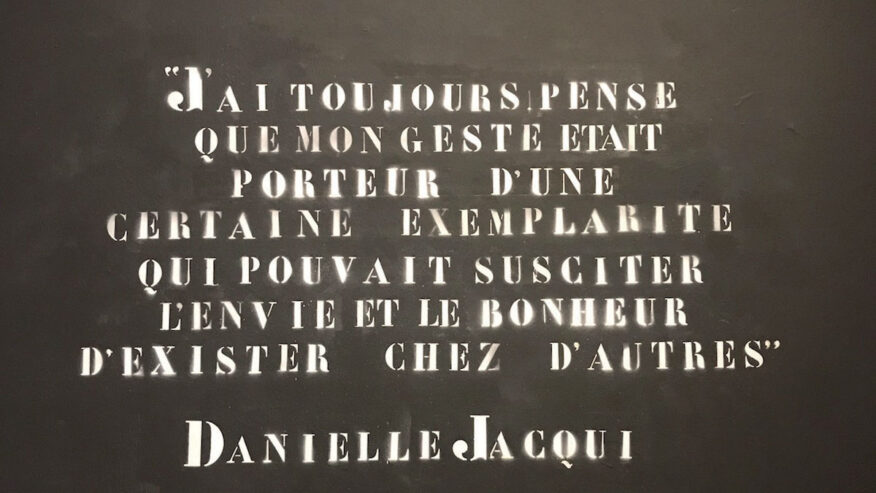 "J'AI TOUJOURS PENSE
QUE MON GESTE ETAIT
PORTEUR D'UNE
CERTAINE EXEMPLARITE
QUI POUVAIT SUSCITER
L'ENVIE ET LE BONHEUR
D'EXISTER CHEZ D'AUTRES"
DANIELLE JACQUI